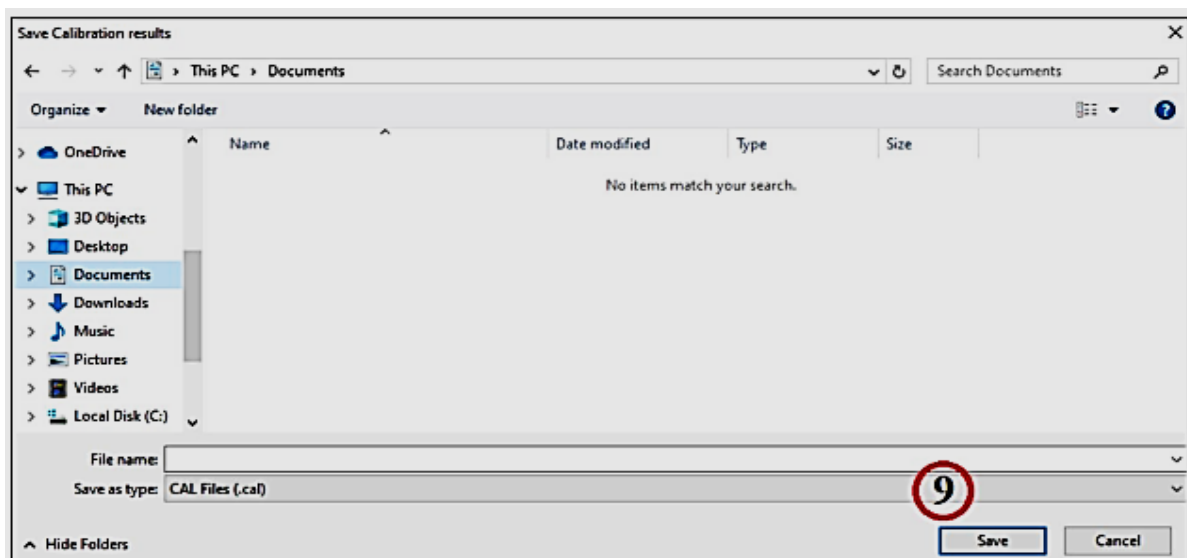 Save Calibration results
This PC > Documents
Search Documents
Organize
New folder
Name
Date modified
Type
Size
OneDrive
No items match your search.
This PC
3D Objects
Desktop
Documents
Downloads
Music
Pictures
Videos
Local Disk (C:)
File name:
Save as type: CAL Files (.cal)
9
Hide Folders
Save
Cancel